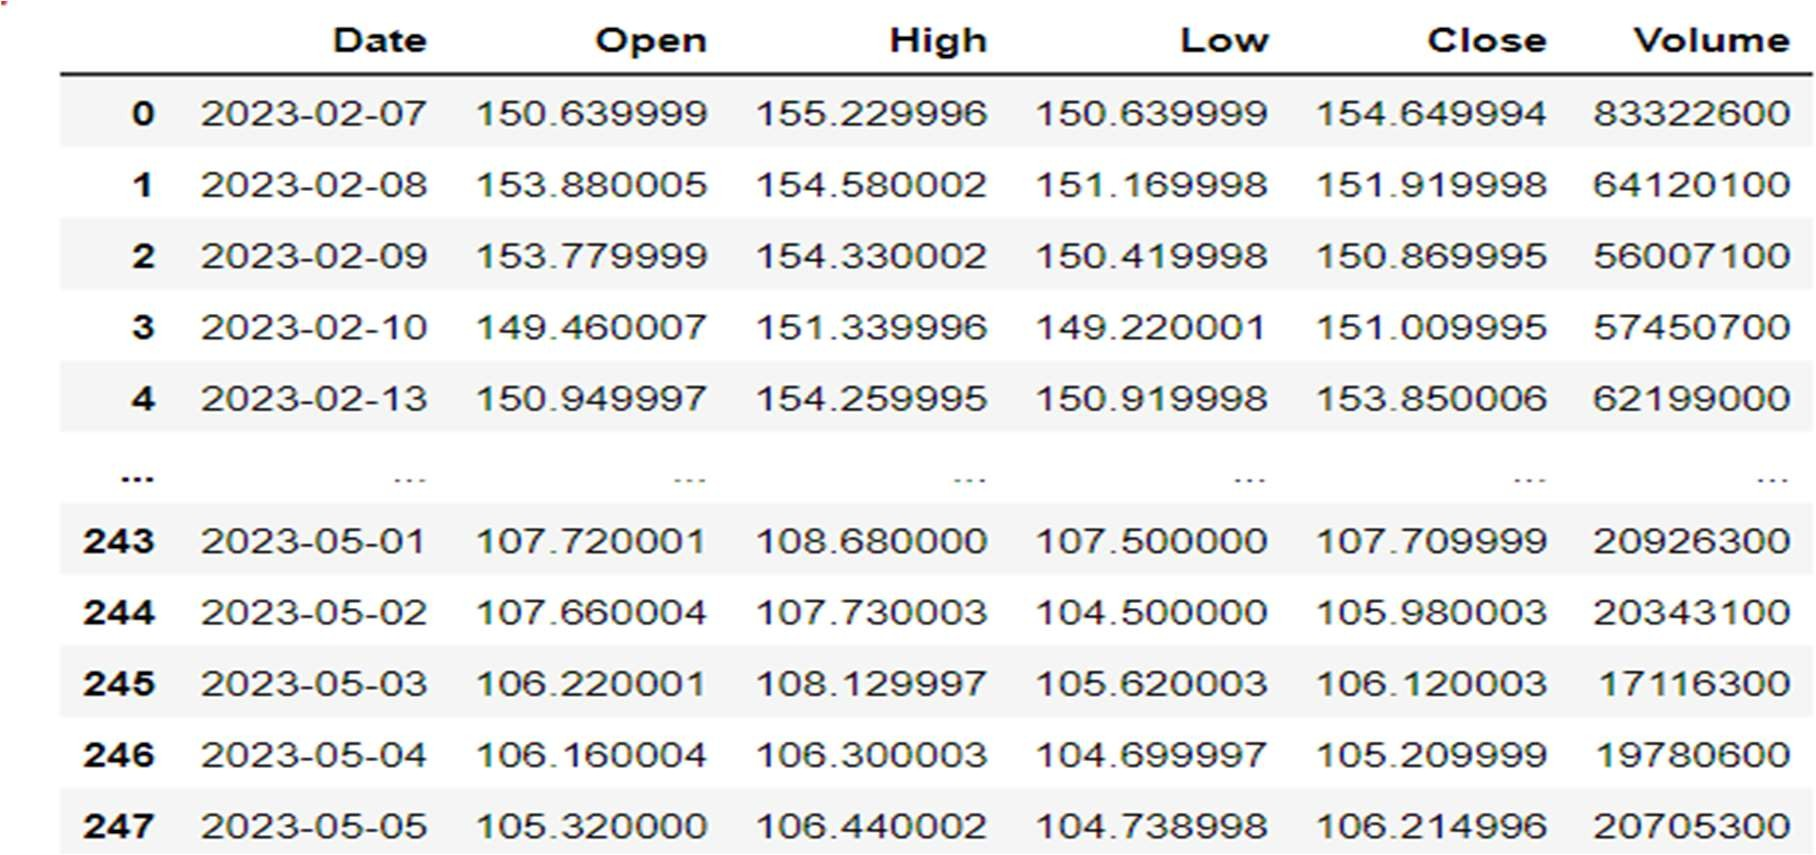 Date Open High Low Close Volume
0 2023-02-07 150.639999 155.229996 150.639999 154.649994 83322600
1 2023-02-08 153.880005 154.580002 151.169998 151.919998 64120100
2 2023-02-09 153.779999 154.330002 150.419998 150.869995 56007100
3 2023-02-10 149.460007 151.339996 149.220001 151.009995 57450700
4 2023-02-13 150.949997 154.259995 150.919998 153.850006 62199000
... ... ... ... ... ... ...
243 2023-05-01 107.720001 108.680000 107.500000 107.709999 20926300
244 2023-05-02 107.660004 107.730003 104.500000 105.980003 20343100
245 2023-05-03 106.220001 108.129997 105.620003 106.120003 17116300
246 2023-05-04 106.160004 106.300003 104.699997 105.209999 19780600
247 2023-05-05 105.320000 106.440002 104.738998 106.214996 20705300